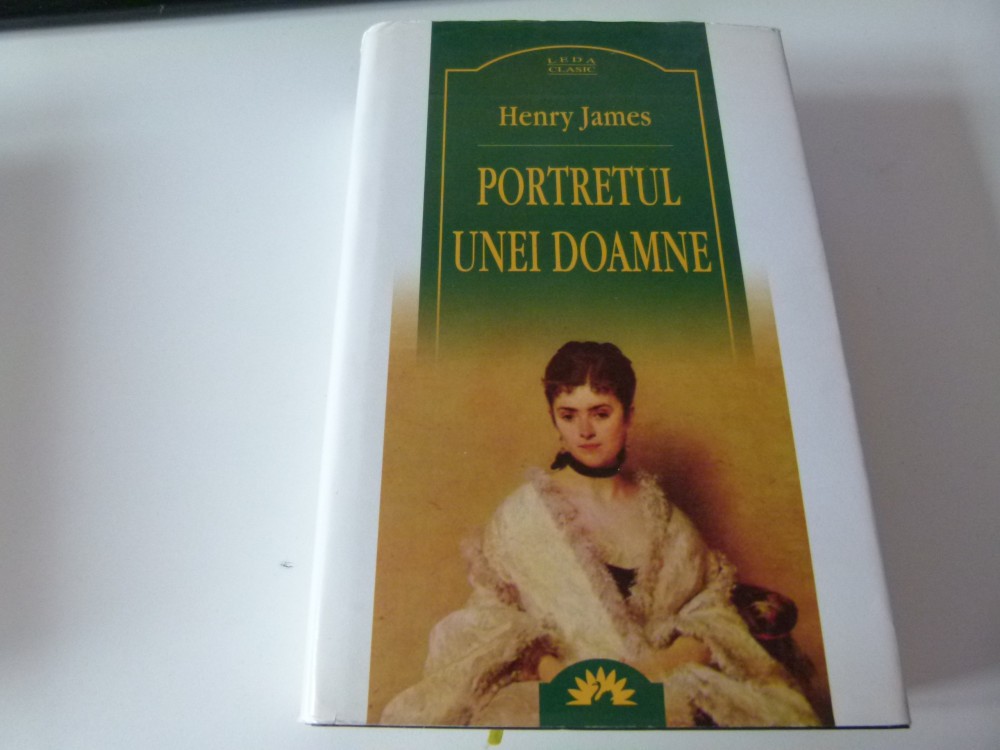 LEDA
CLASIC
Henry James
PORTRETUL
UNEI DOAMNE